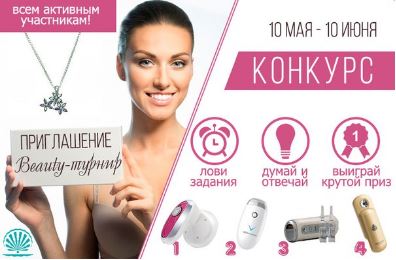 всем активным
участникам!
ПРИГЛАШЕНИЕ
Beauty-турнир
10 МАЯ - 10 ИЮНЯ
КОНКУРС
лови
задания
думай и
отвечай
1
выиграй
крутой приз
1
2
3
4